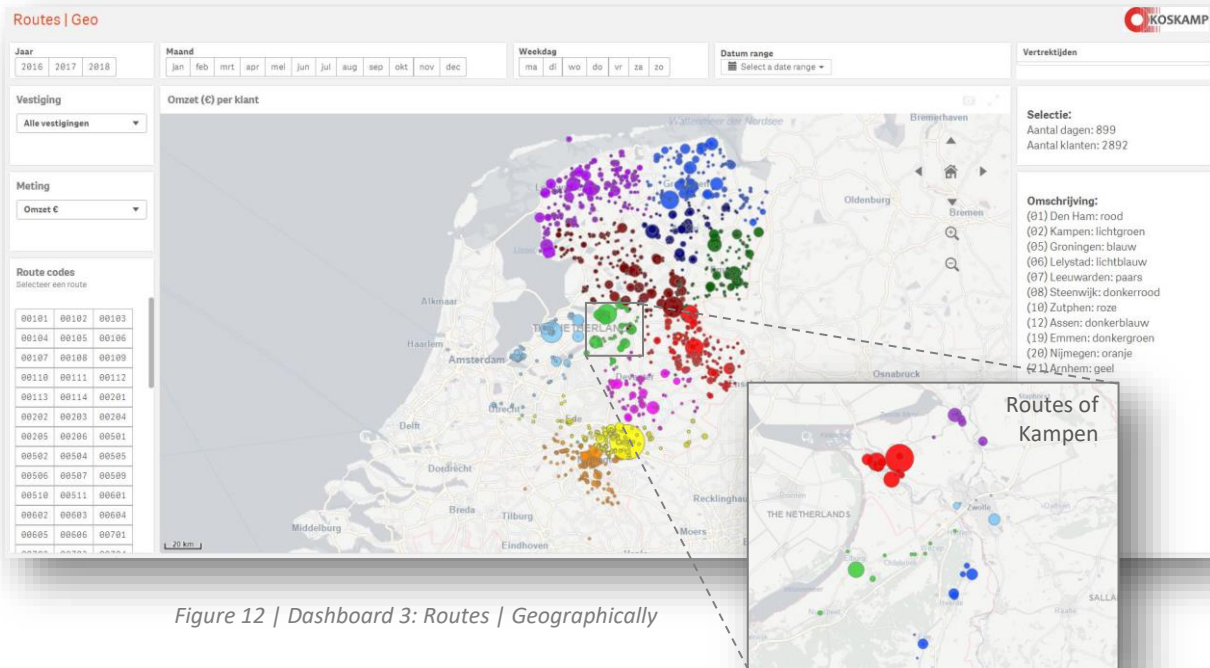 Routes | Geo
KOSKAMP
Jaar
2016 2017 2018
Maand
jan feb mrt apr mei jun jul aug sep okt nov dec
Weekdag
ma di wo do vr za zo
Datum range
Select a date range
Vertrektijden
Vestiging
Alle vestigingen
Meting
Omzet €
Route codes
Selecteer een route
00101 00102 00103
00104 00105 00106
00107 00108 00109
00110 00111 00112
00113 00114 00201
00202 00203 00204
00205 00206 00501
00502 00504 00505
00506 00507 00509
00510 00511 00601
00602 00603 00604
00605 00606 00701
Omzet (€) per klant
Bremerhaven
Oldenburg
Bremen
Alkmaar
THE NETHERLANDS
Haarlem
Amsterdam
Osnabruck
Utrecht
Ede
Delft
Dordrecht
Breda
Tilburg
Middelburg
Eindhoven
Moers
20 km
Selectie:
Aantal dagen: 899
Aantal klanten: 2892
Omschrijving:
(01) Den Ham: rood
(02) Kampen: lichtgroen
(05) Groningen: blauw
(06) Lelystad: lichtblauw
(07) Leeuwarden: paars
(08) Steenwijk: donkerrood
(10) Zutphen: roze
(12) Assen: donkerblauw
(19) Emmen: donkergroen
(20) Nijmegen: oranje
(21) Arnhem: geel
Routes of
Kampen
THE NETHERLANDS
Zwolle
Figure 12 | Dashboard 3: Routes | Geographically